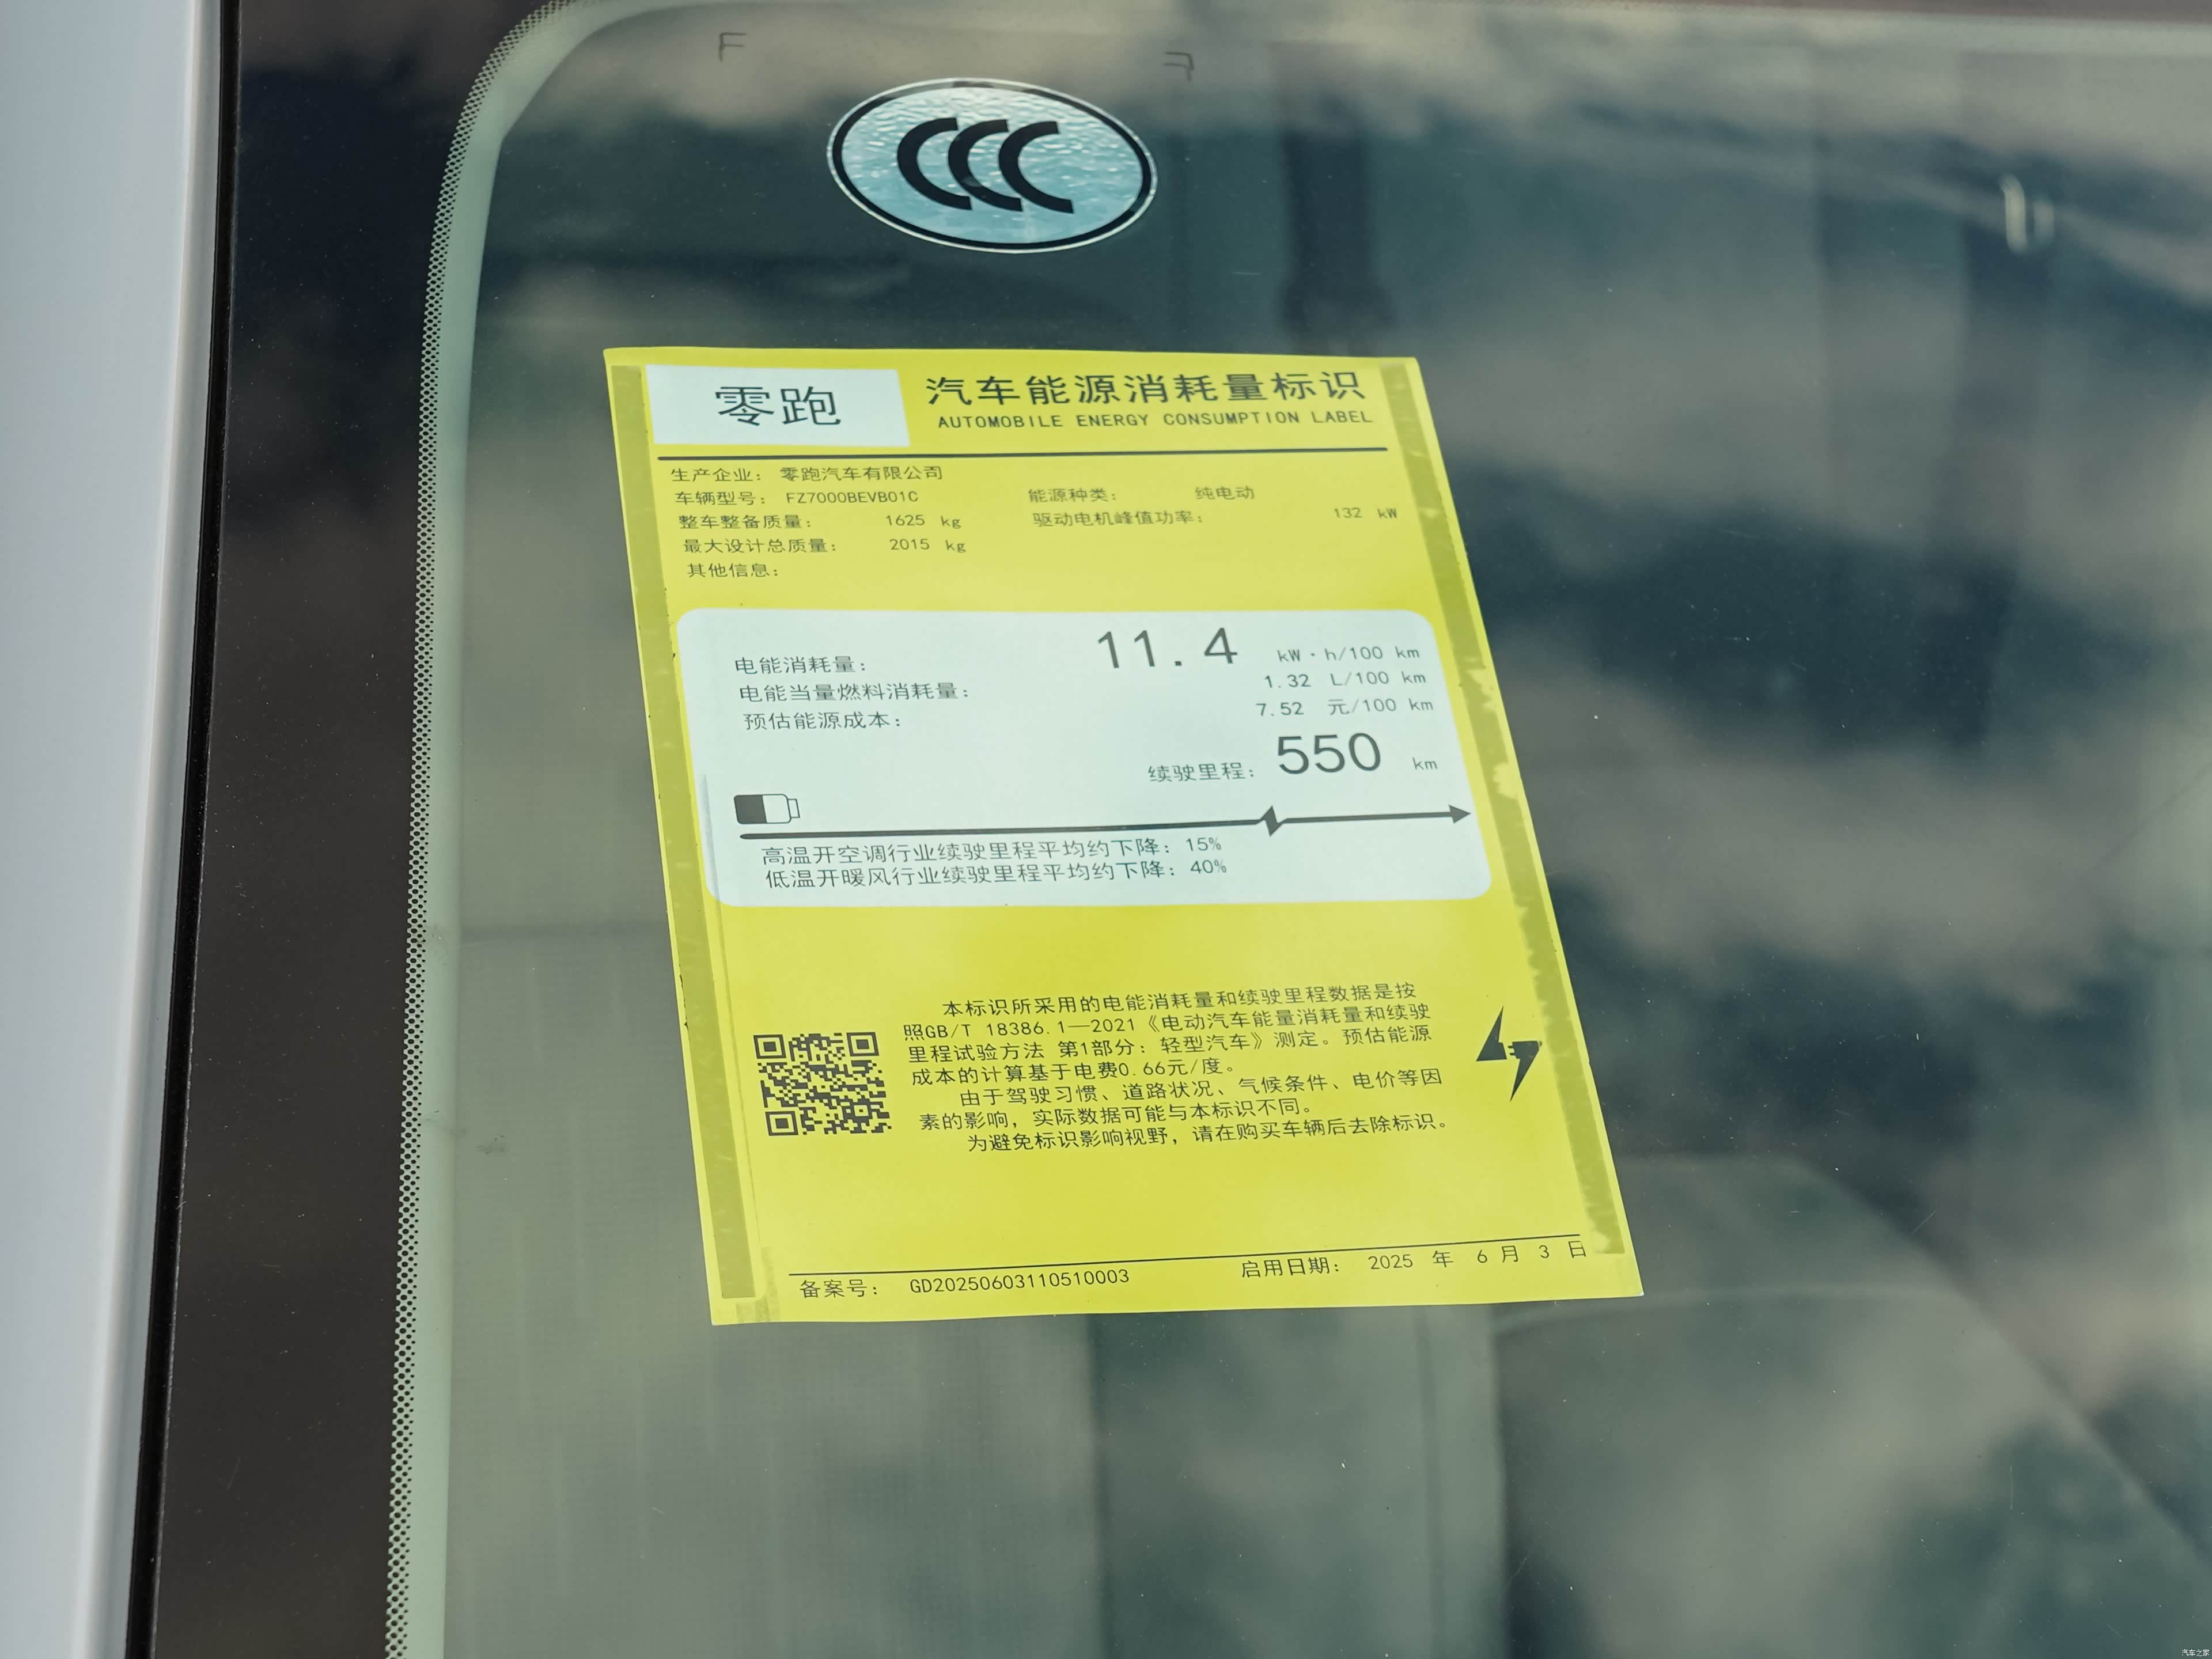 F F
CCC
零跑
汽车能源消耗量标识
AUTOMOBILE ENERGY CONSUMPTION LABEL
生产企业： 零跑汽车有限公司
车辆型号： FZ7000BEVB01C 能源种类： 纯电动
整车整备质量： 1625 kg 驱动电机峰值功率： 132 kW
最大设计总质量： 2015 kg
其他信息：
电能消耗量： 11.4 kW·h/100 km
电能当量燃料消耗量： 1.32 L/100 km
预估能源成本： 7.52 元/100 km
续驶里程： 550 km
高温开空调行业续驶里程平均约下降：15%
低温开暖风行业续驶里程平均约下降：40%
本标识所采用的电能消耗量和续驶里程数据是按
照GB/T 18386.1—2021《电动汽车能量消耗量和续驶
里程试验方法 第1部分：轻型汽车》测定。预估能源
成本的计算基于电费0.66元/度。
由于驾驶习惯、道路状况、气候条件、电价等因
素的影响，实际数据可能与本标识不同。
为避免标识影响视野，请在购买车辆后去除标识。
备案号： GD20250603110510003 启用日期： 2025 年 6 月 3 日
汽车之家